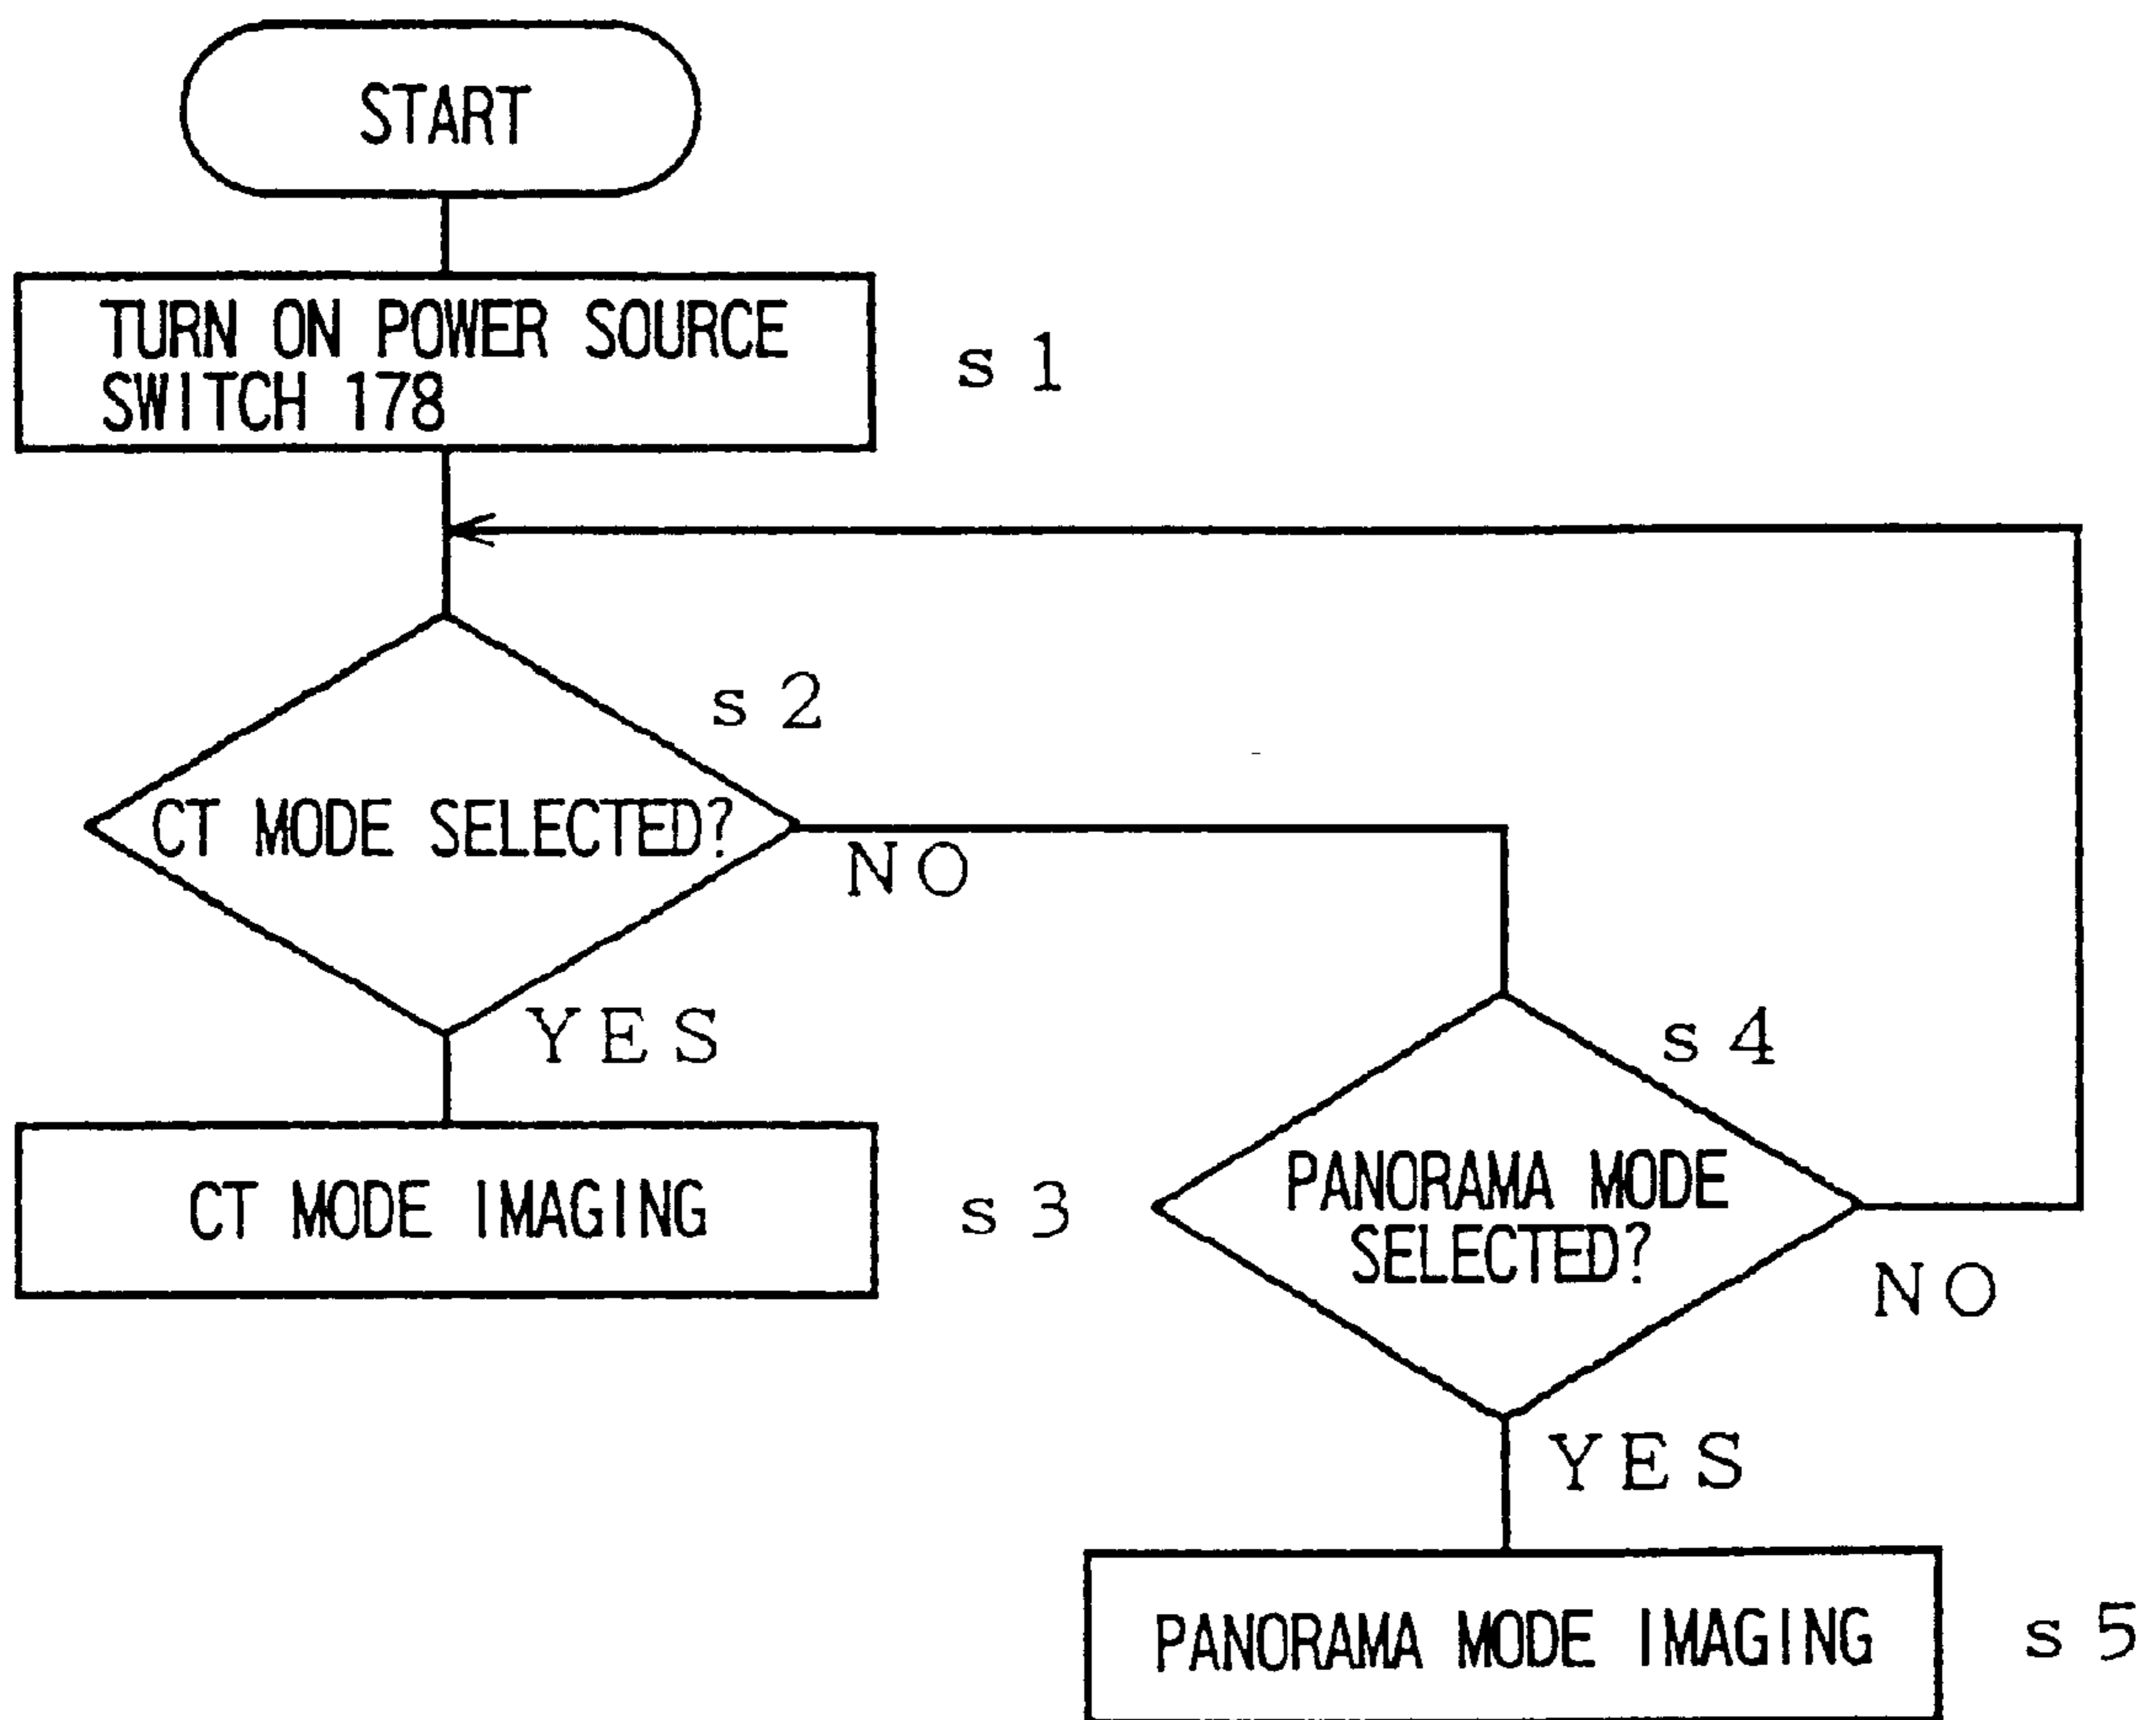 START
TURN ON POWER SOURCE
SWITCH 178
s 1
s 2
CT MODE SELECTED?
NO
YES
CT MODE IMAGING
s 3
s 4
PANORAMA MODE
SELECTED?
NO
YES
PANORAMA MODE IMAGING
s 5